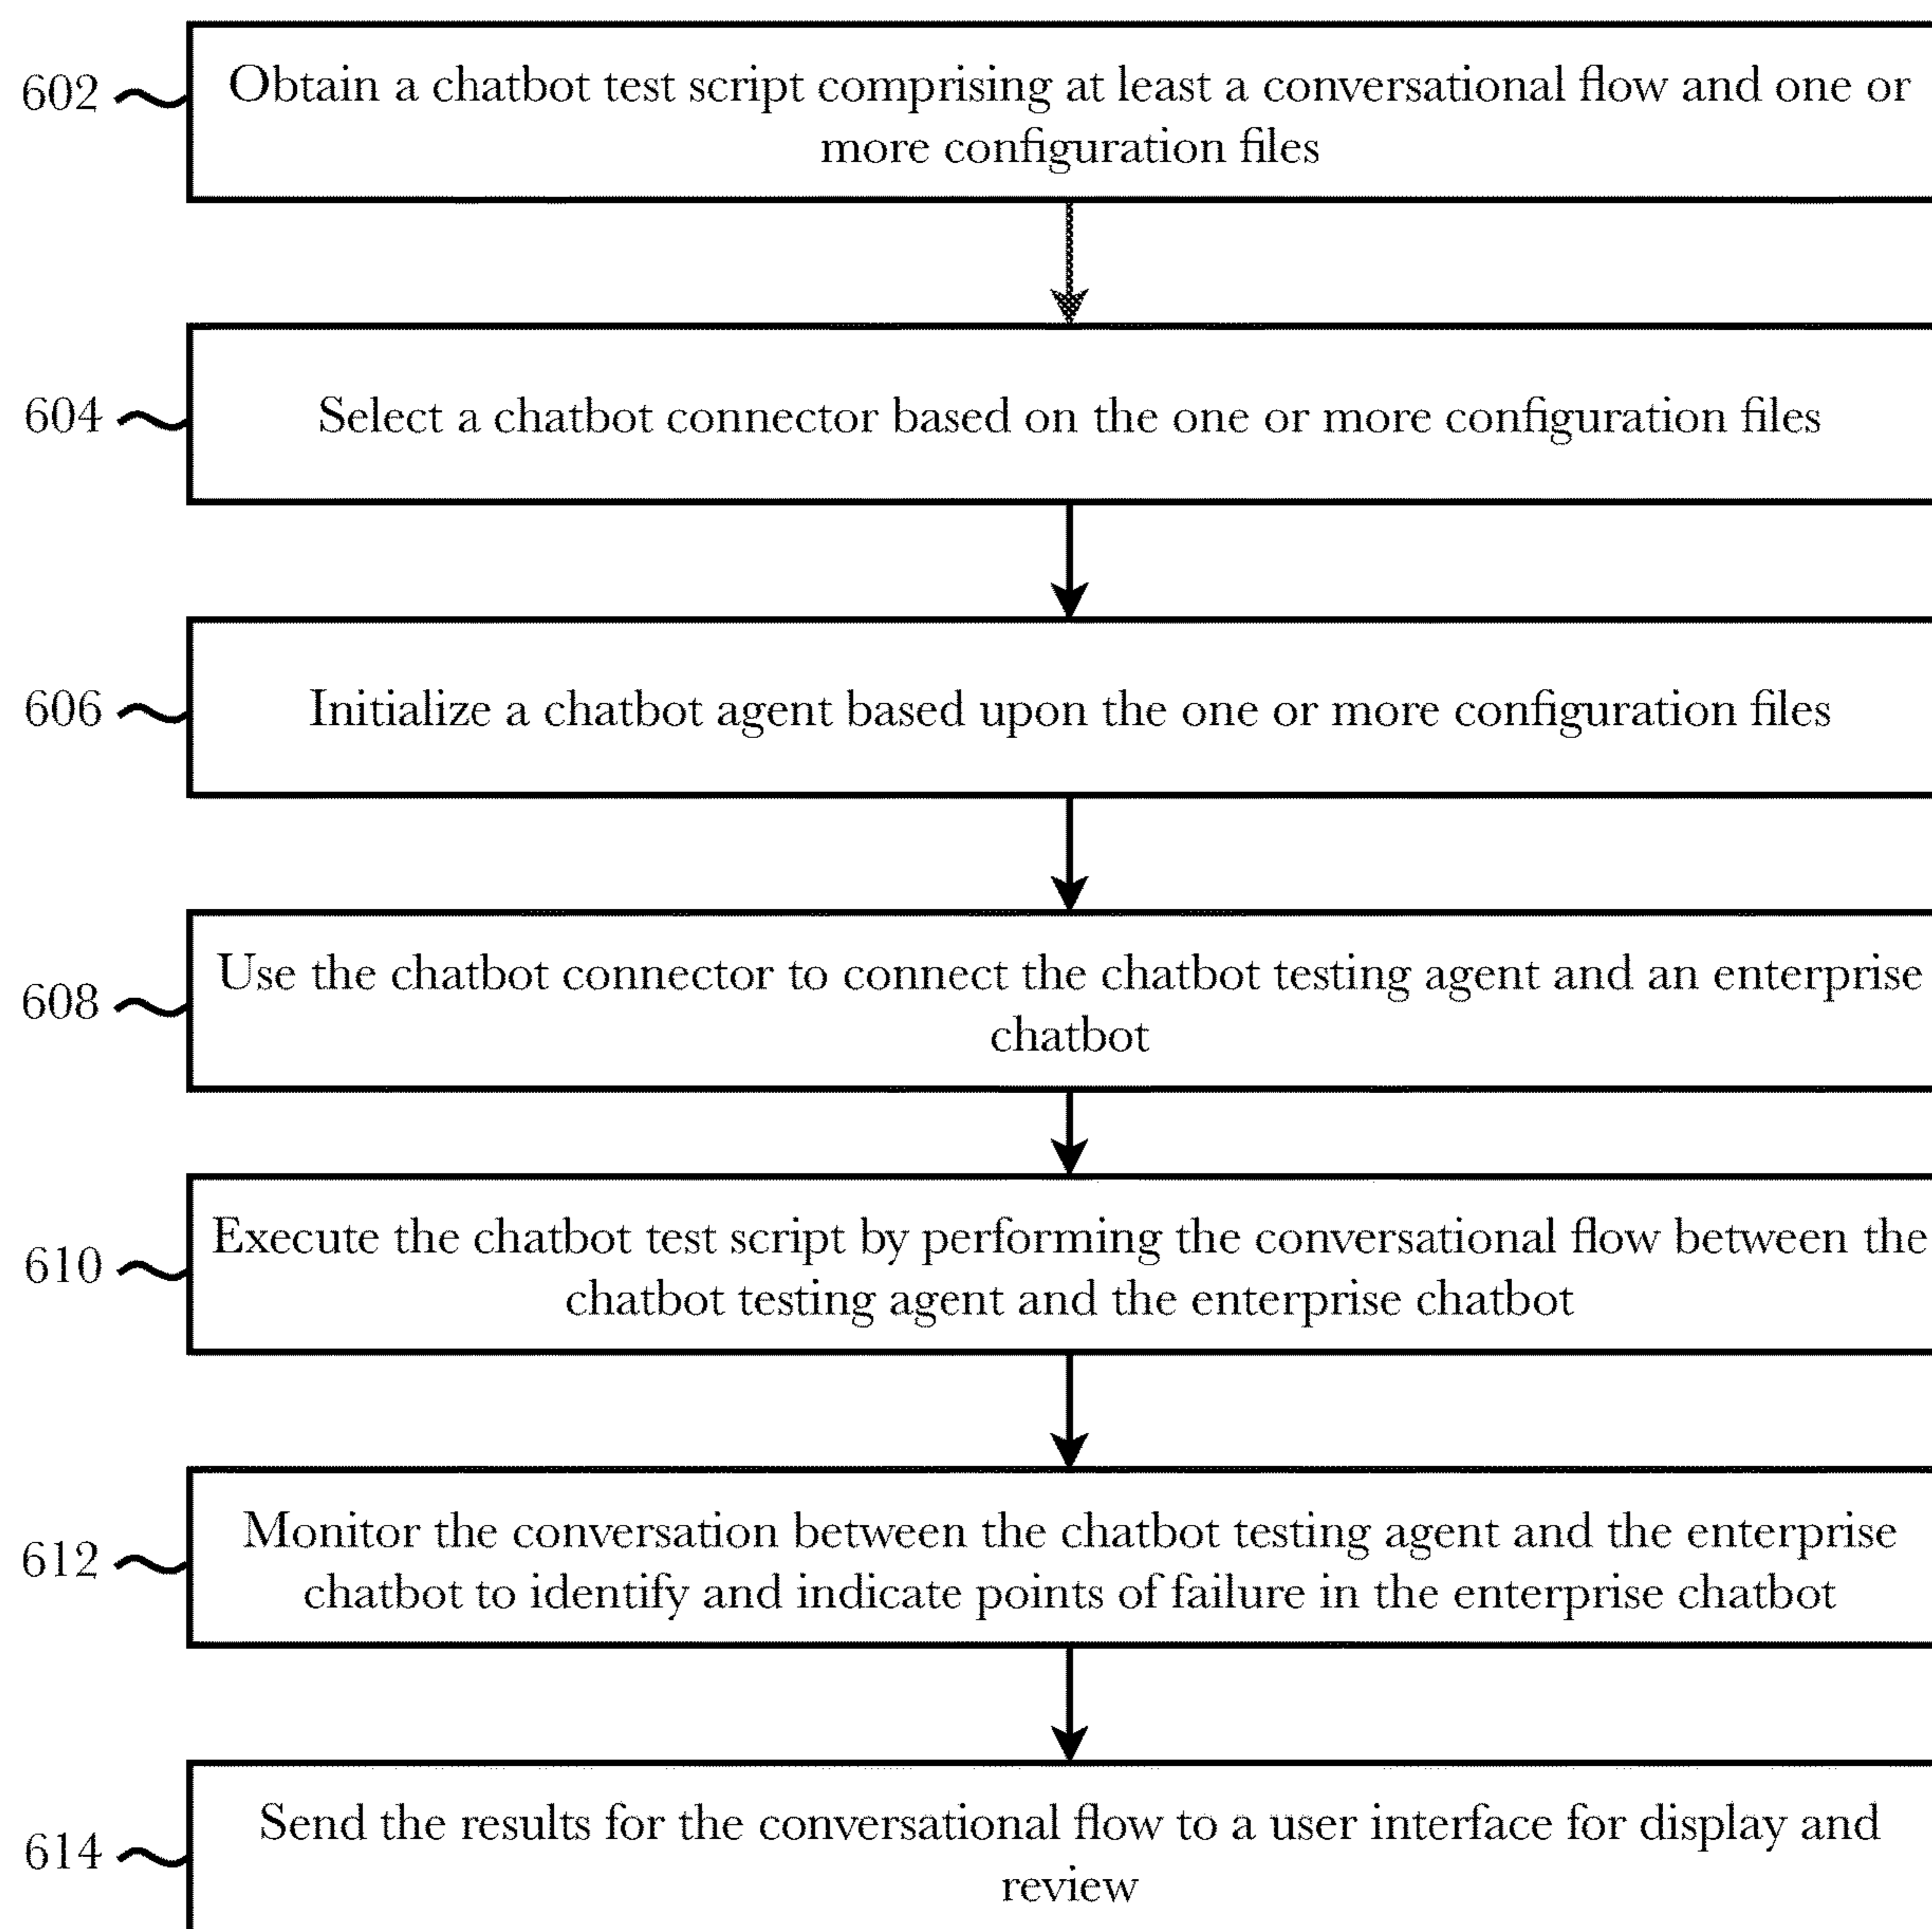 602
Obtain a chatbot test script comprising at least a conversational flow and one or
more configuration files
604
Select a chatbot connector based on the one or more configuration files
606
Initialize a chatbot agent based upon the one or more configuration files
608
Use the chatbot connector to connect the chatbot testing agent and an enterprise
chatbot
610
Execute the chatbot test script by performing the conversational flow between the
chatbot testing agent and the enterprise chatbot
612
Monitor the conversation between the chatbot testing agent and the enterprise
chatbot to identify and indicate points of failure in the enterprise chatbot
614
Send the results for the conversational flow to a user interface for display and
review